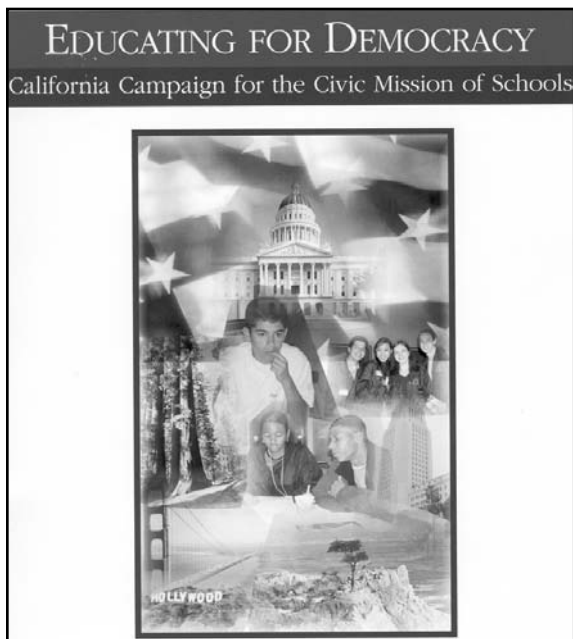 EDUCATING FOR DEMOCRACY
California Campaign for the Civic Mission of Schools
HOLLYWOOD